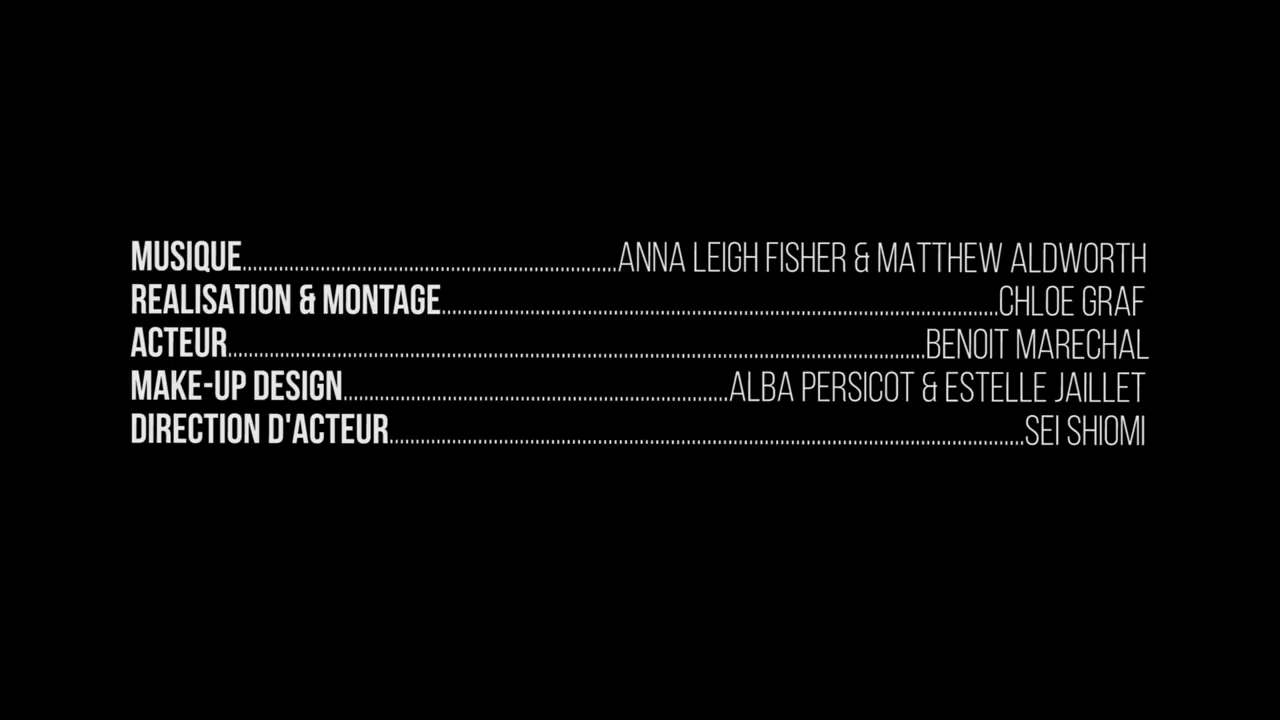 MUSIQUE............ANNA LEIGH FISHER & MATTHEW ALDWORTH
REALISATION & MONTAGE............CHLOE GRAF
ACTEUR............BENOIT MARECHAL
MAKE-UP DESIGN............ALBA PERSICOT & ESTELLE JAILLET
DIRECTION D'ACTEUR............SEI SHIOMI